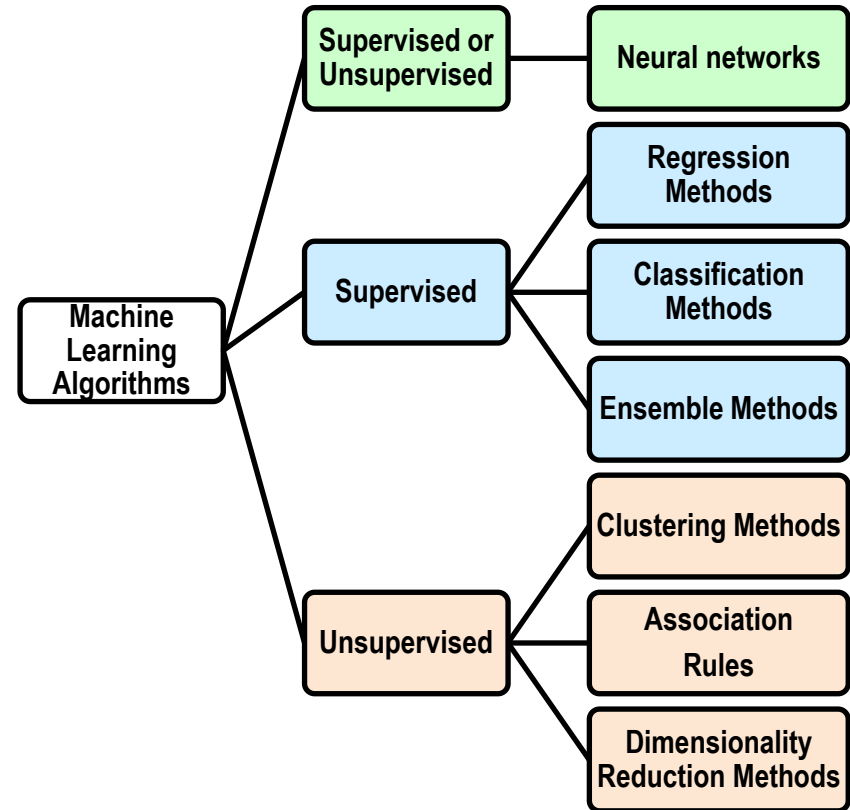 Supervised or
Unsupervised
Neural networks
Regression
Methods
Supervised
Classification
Methods
Machine
Learning
Algorithms
Ensemble Methods
Clustering Methods
Unsupervised
Association
Rules
Dimensionality
Reduction Methods